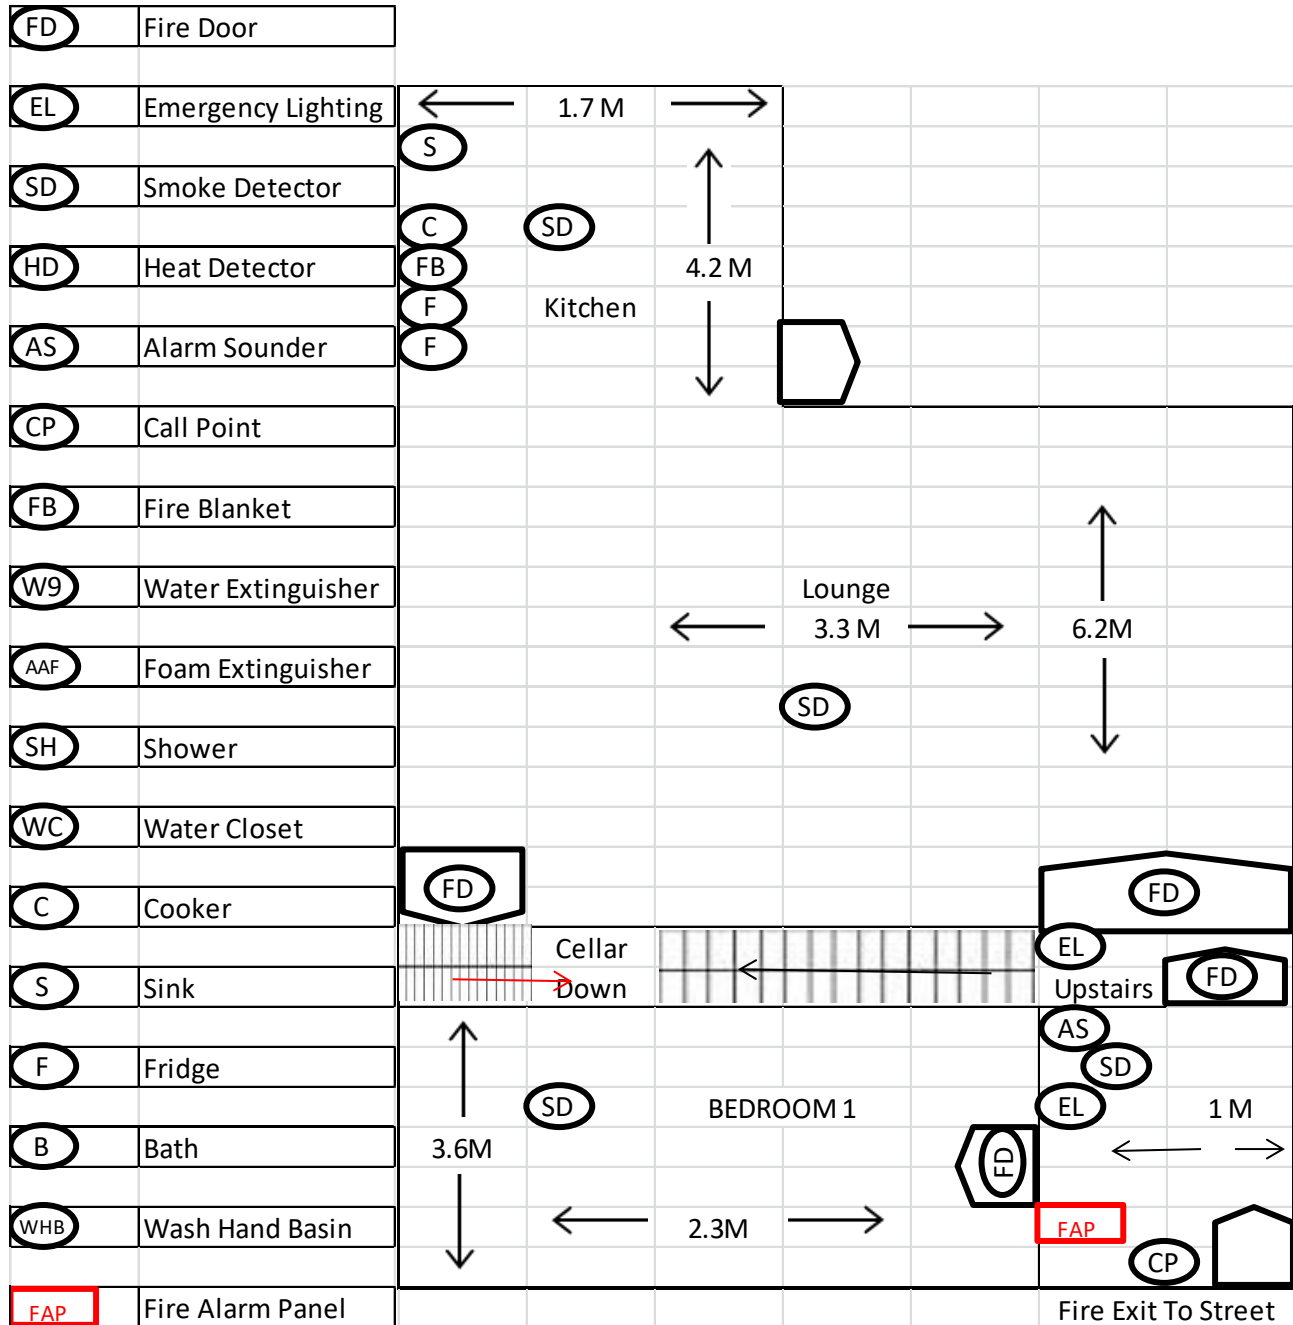 FD Fire Door
EL Emergency Lighting
SD Smoke Detector
HD Heat Detector
AS Alarm Sounder
CP Call Point
FB Fire Blanket
W9 Water Extinguisher
AAF Foam Extinguisher
SH Shower
WC Water Closet
C Cooker
S Sink
F Fridge
B Bath
WHB Wash Hand Basin
FAP Fire Alarm Panel
1.7 M
S
C SD
FB 4.2 M
F Kitchen
F
Lounge
3.3 M 6.2M
SD
FD FD
Cellar EL
Down Upstairs FD
AS
SD
SD BEDROOM 1 EL 1 M
3.6M FD
2.3M FAP
CP
Fire Exit To Street